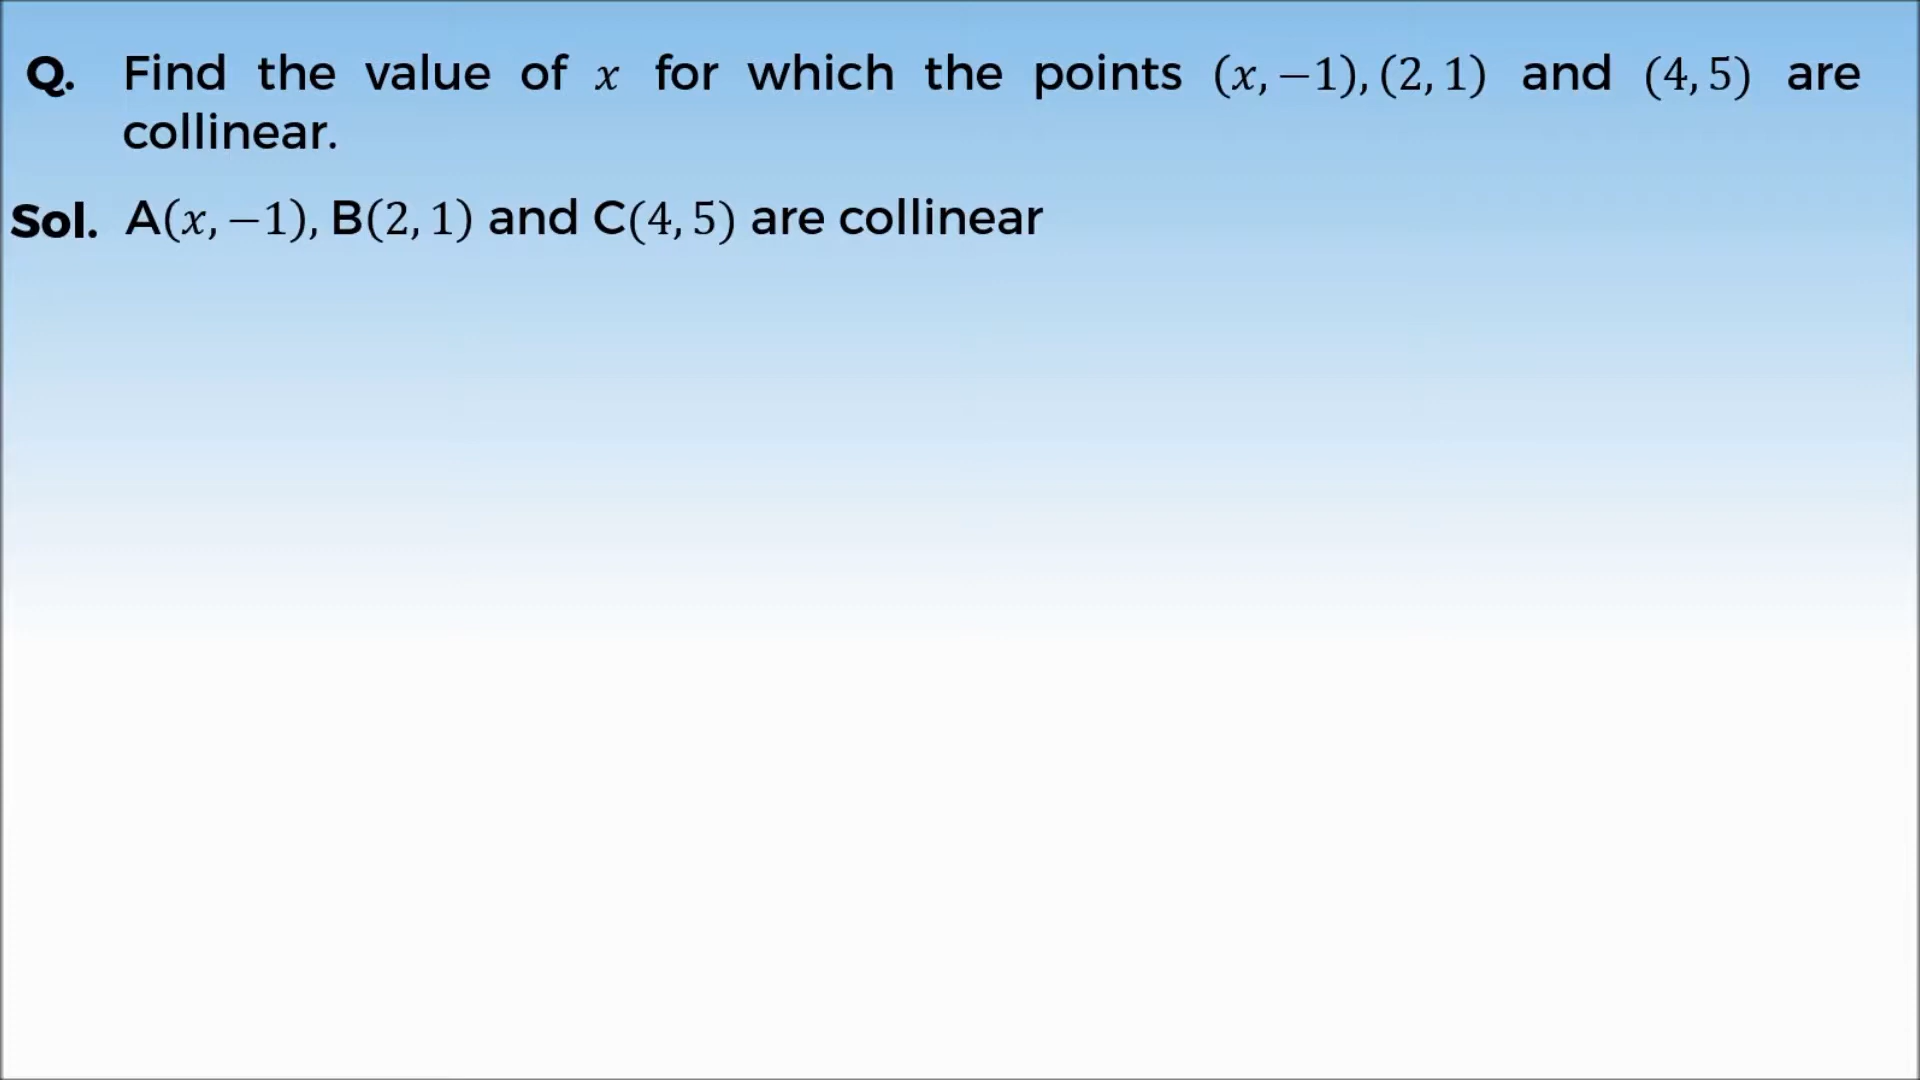 Q. Find the value of x for which the points (x, −1), (2, 1) and (4, 5) are
collinear.
Sol. A(x, −1), B(2, 1) and C(4, 5) are collinear